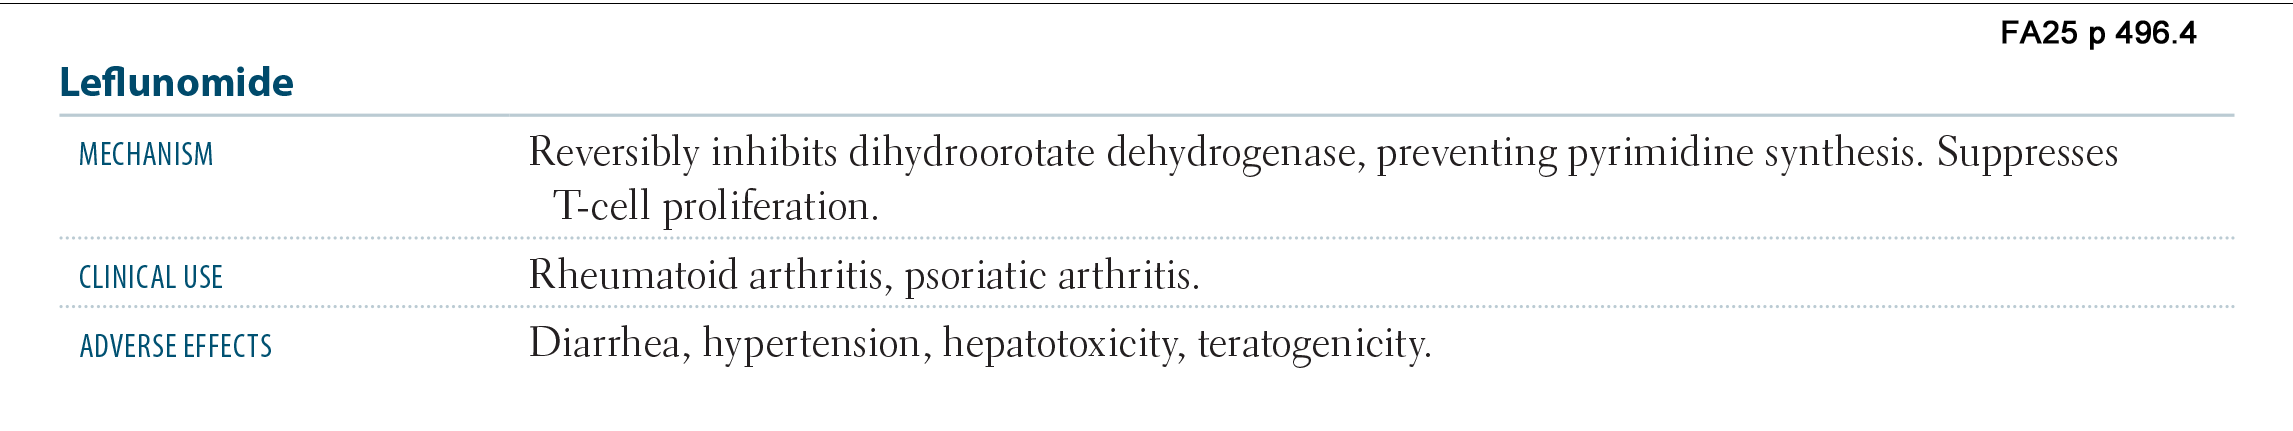 FA25 p 496.4
Leflunomide
MECHANISM Reversibly inhibits dihydroorotate dehydrogenase, preventing pyrimidine synthesis. Suppresses
T-cell proliferation.
CLINICAL USE Rheumatoid arthritis, psoriatic arthritis.
ADVERSE EFFECTS Diarrhea, hypertension, hepatotoxicity, teratogenicity.